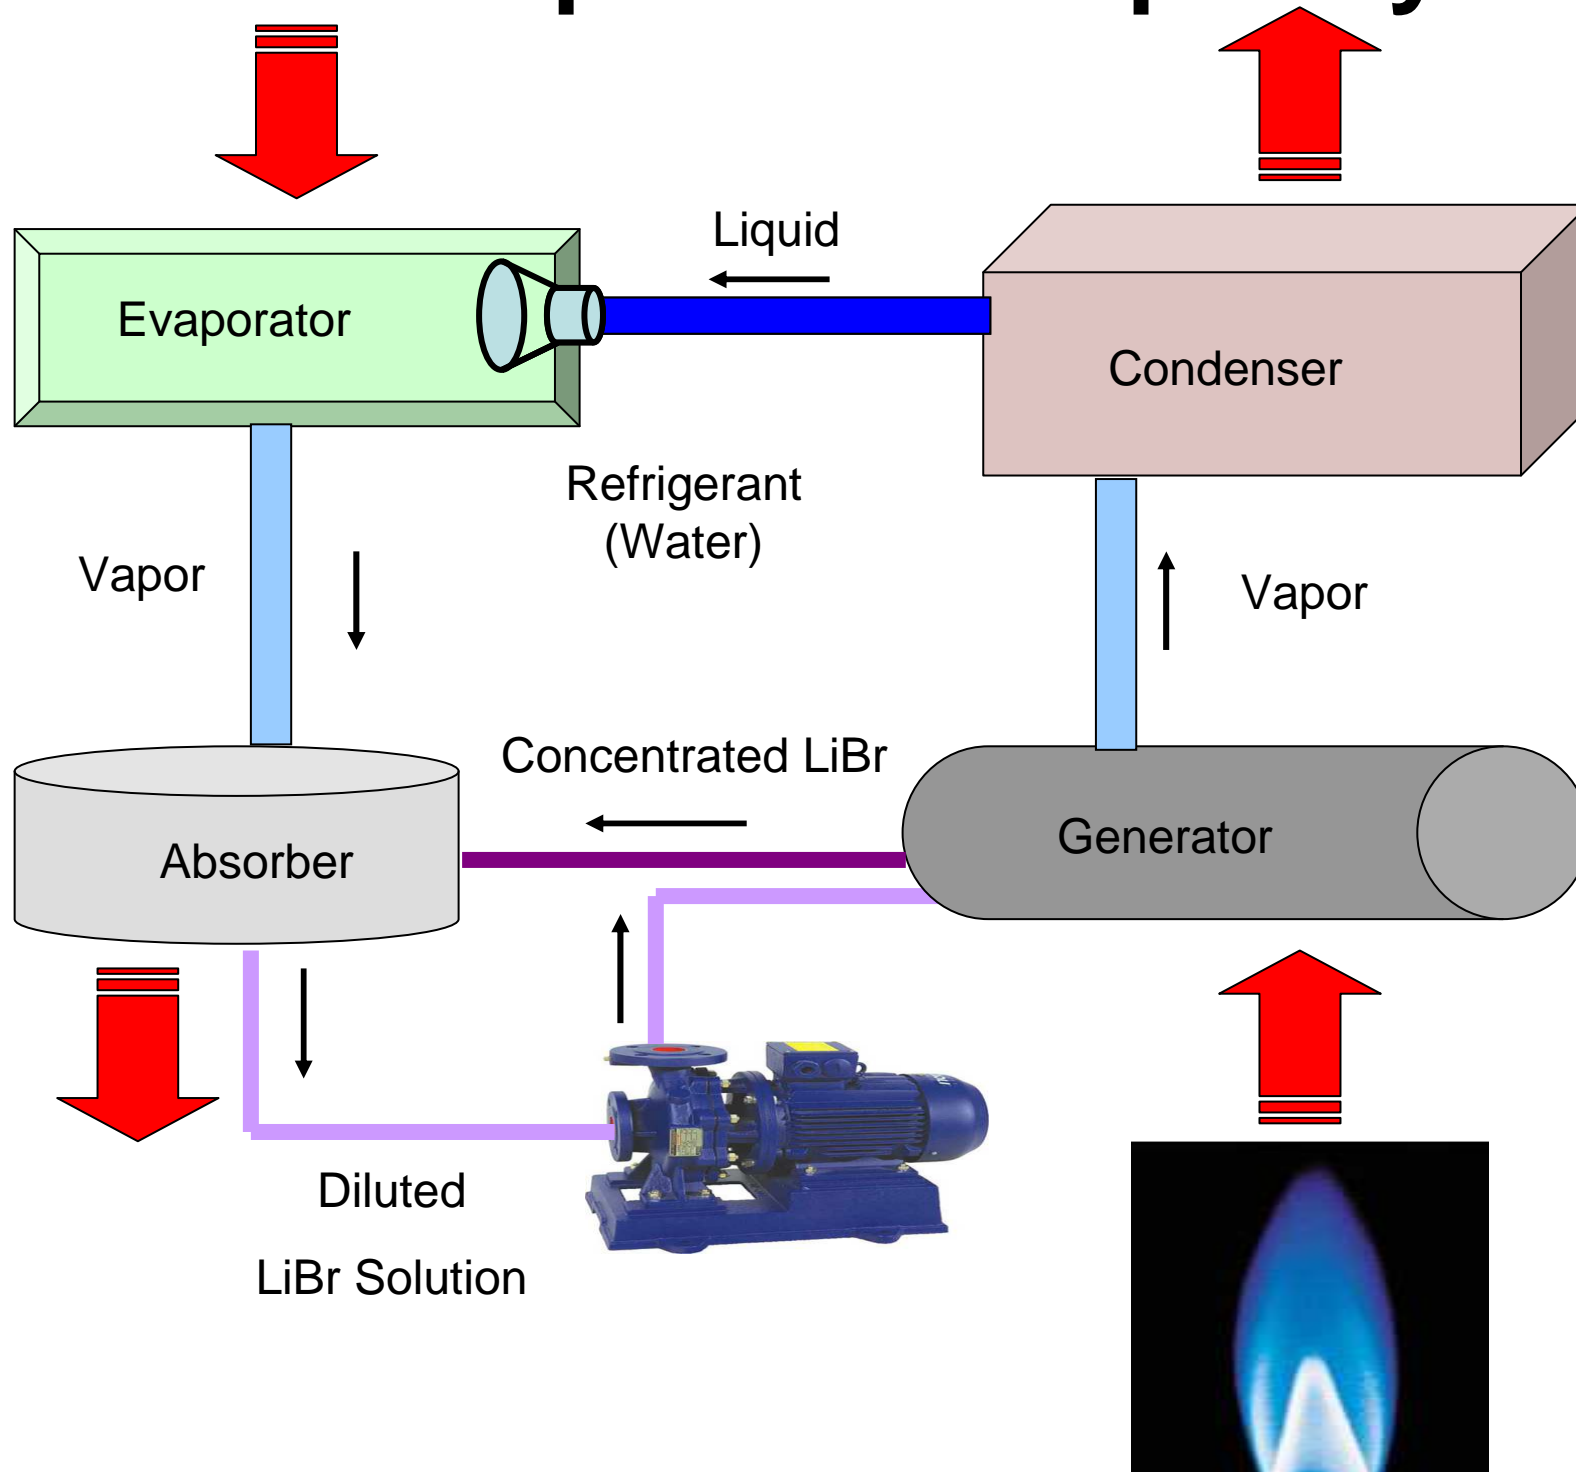 Liquid
Evaporator
Condenser
Refrigerant
(Water)
Vapor
Vapor
Concentrated LiBr
Generator
Absorber
Diluted
LiBr Solution